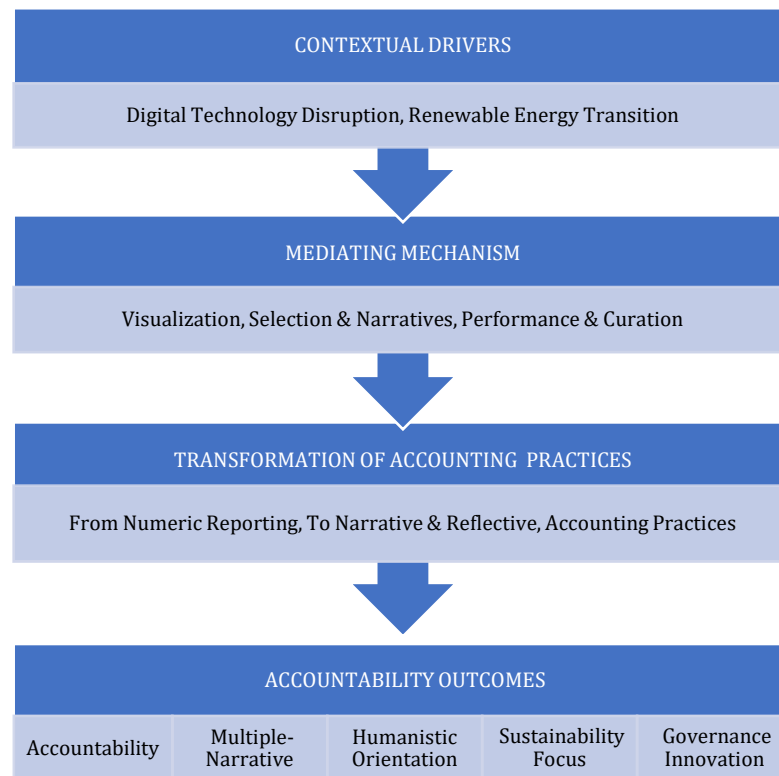 CONTEXTUAL DRIVERS
Digital Technology Disruption, Renewable Energy Transition
MEDIATING MECHANISM
Visualization, Selection & Narratives, Performance & Curation
TRANSFORMATION OF ACCOUNTING PRACTICES
From Numeric Reporting, To Narrative & Reflective, Accounting Practices
ACCOUNTABILITY OUTCOMES
Accountability
Multiple-
Narrative
Humanistic
Orientation
Sustainability
Focus
Governance
Innovation